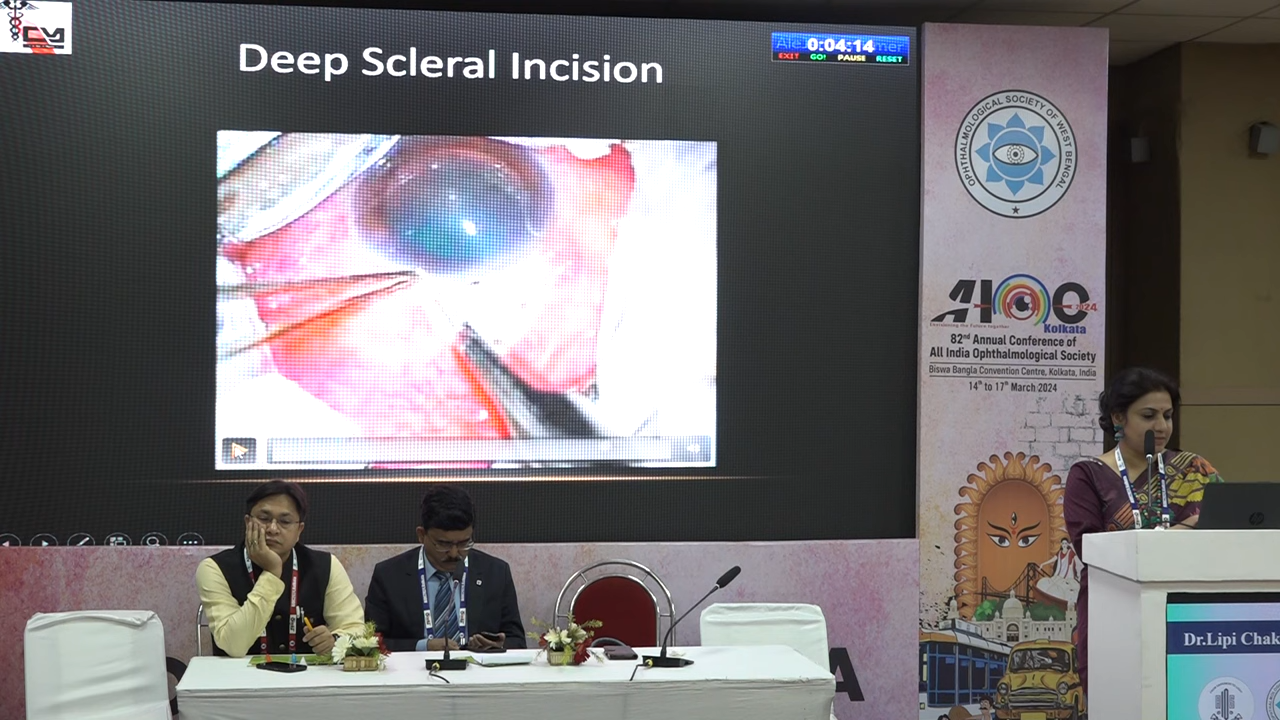 Deep Scleral Incision
0:04:14
EXIT GO! PAUSE RESET
OPHTHALMOLOGICAL SOCIETY OF WEST BENGAL
AIOC 2024
Kolkata
82nd Annual Conference of
All India Ophthalmological Society
Biswa Bangla Convention Centre, Kolkata, India
14th to 17th March 2024
Dr.Lipi Chak
hp
A